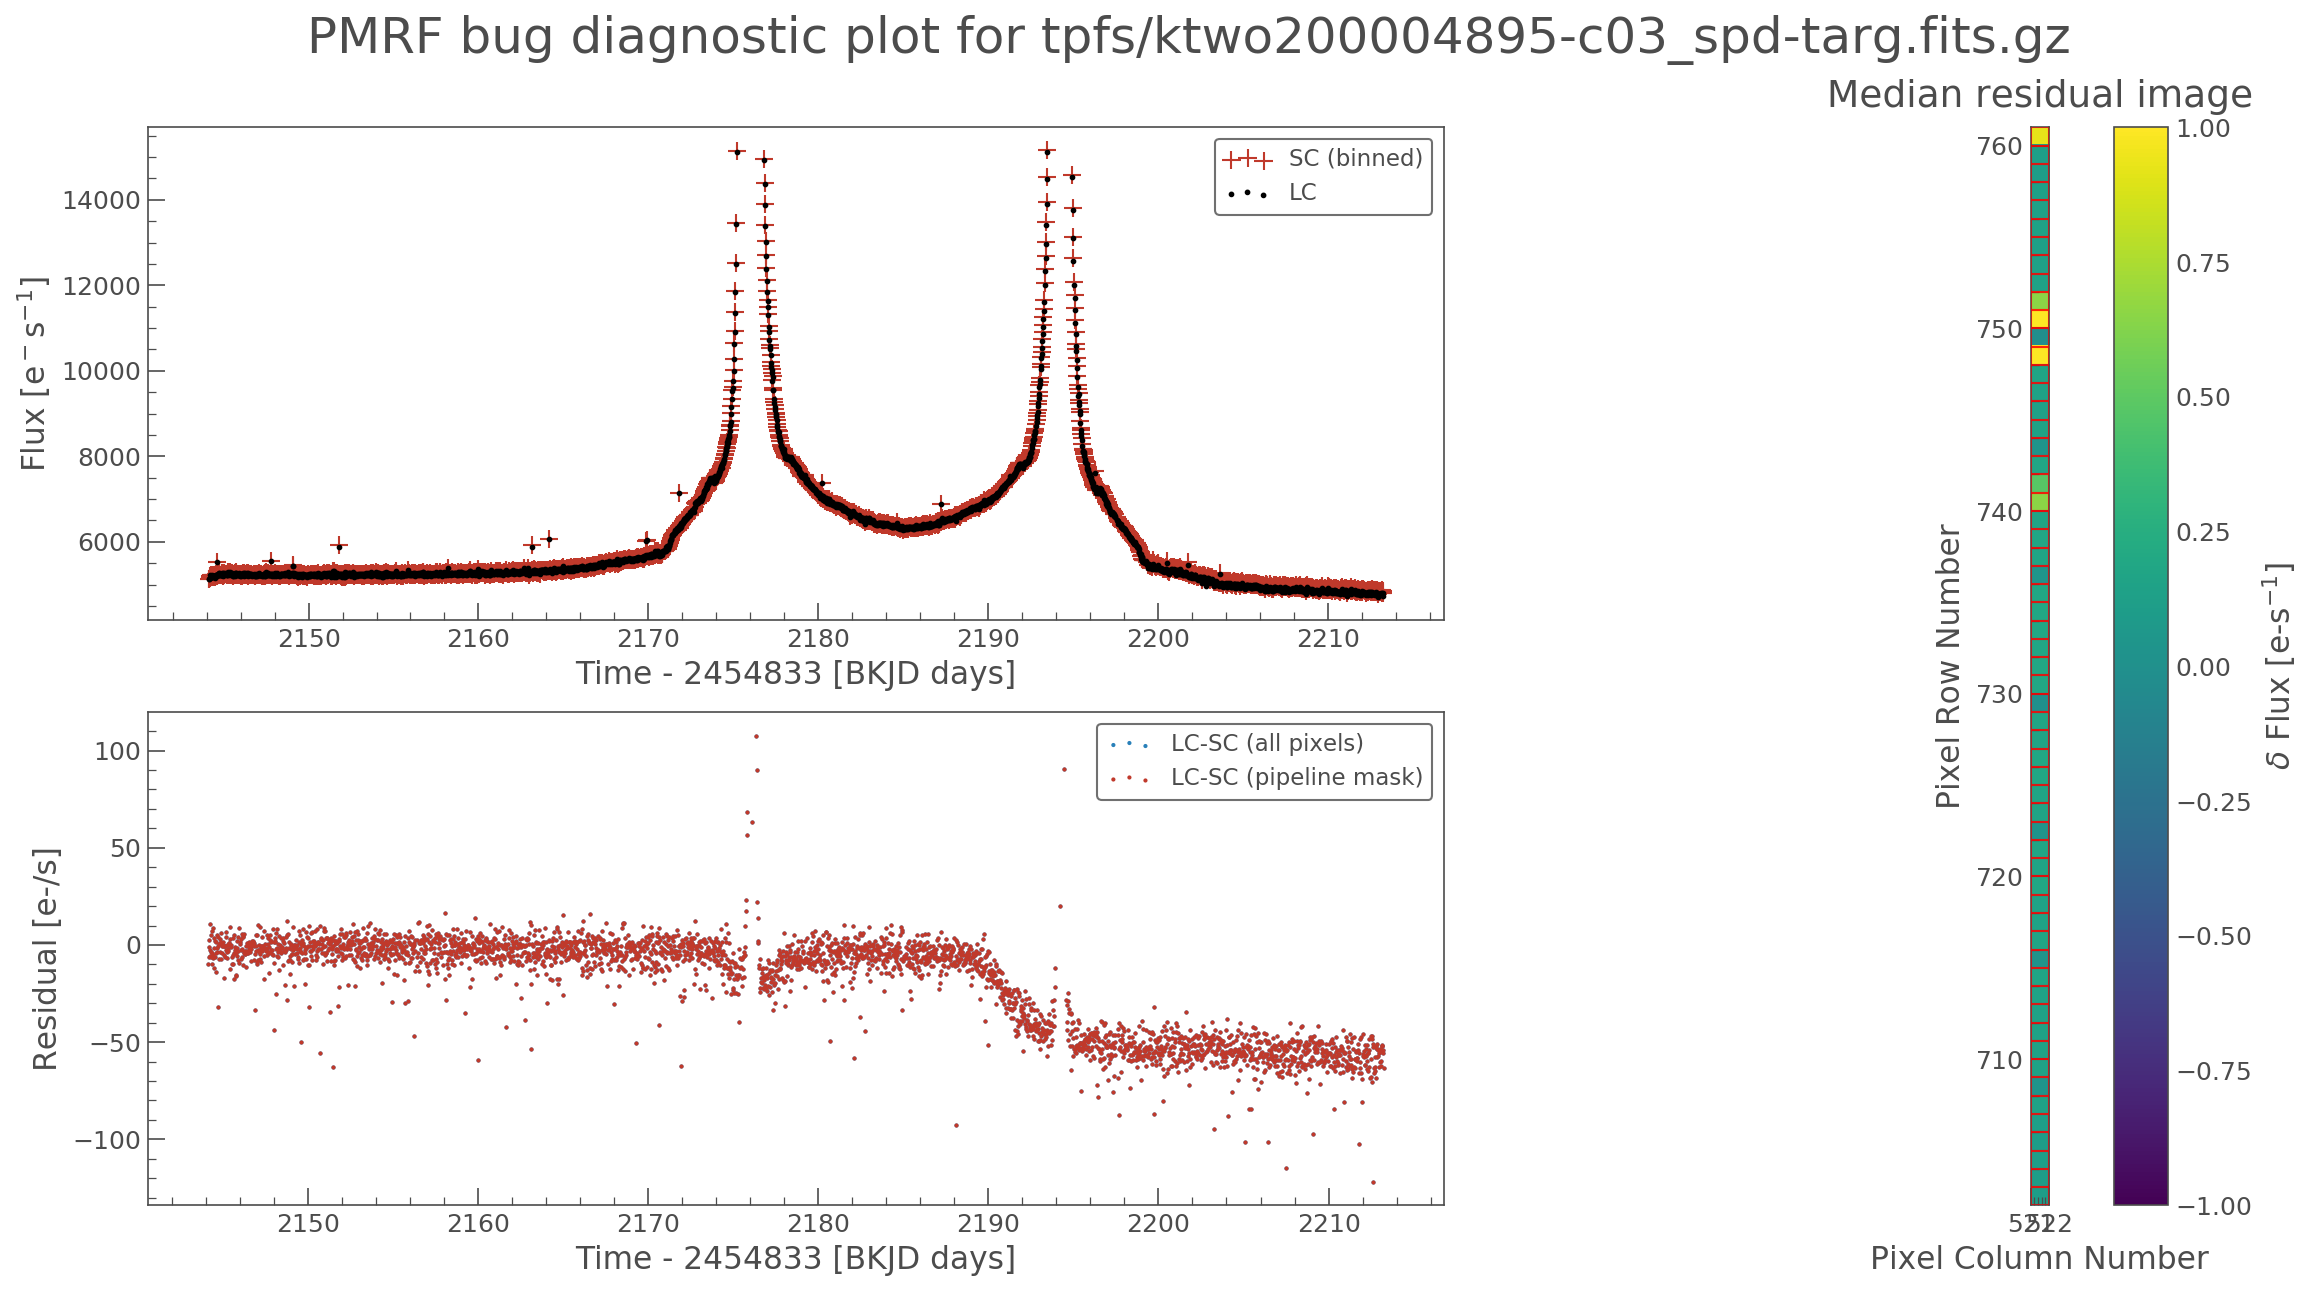 PMRF bug diagnostic plot for tpfs/ktwo200004895-c03_spd-targ.fits.gz
Flux [e⁻ s⁻¹]
14000
12000
10000
8000
6000
SC (binned)
LC
2150 2160 2170 2180 2190 2200 2210
Time - 2454833 [BKJD days]
Residual [e-/s]
100
50
0
−50
−100
LC-SC (all pixels)
LC-SC (pipeline mask)
2150 2160 2170 2180 2190 2200 2210
Time - 2454833 [BKJD days]
Median residual image
Pixel Row Number
760
750
740
730
720
710
521 522
Pixel Column Number
1.00
0.75
0.50
0.25
0.00
−0.25
−0.50
−0.75
−1.00
δ Flux [e-s⁻¹]